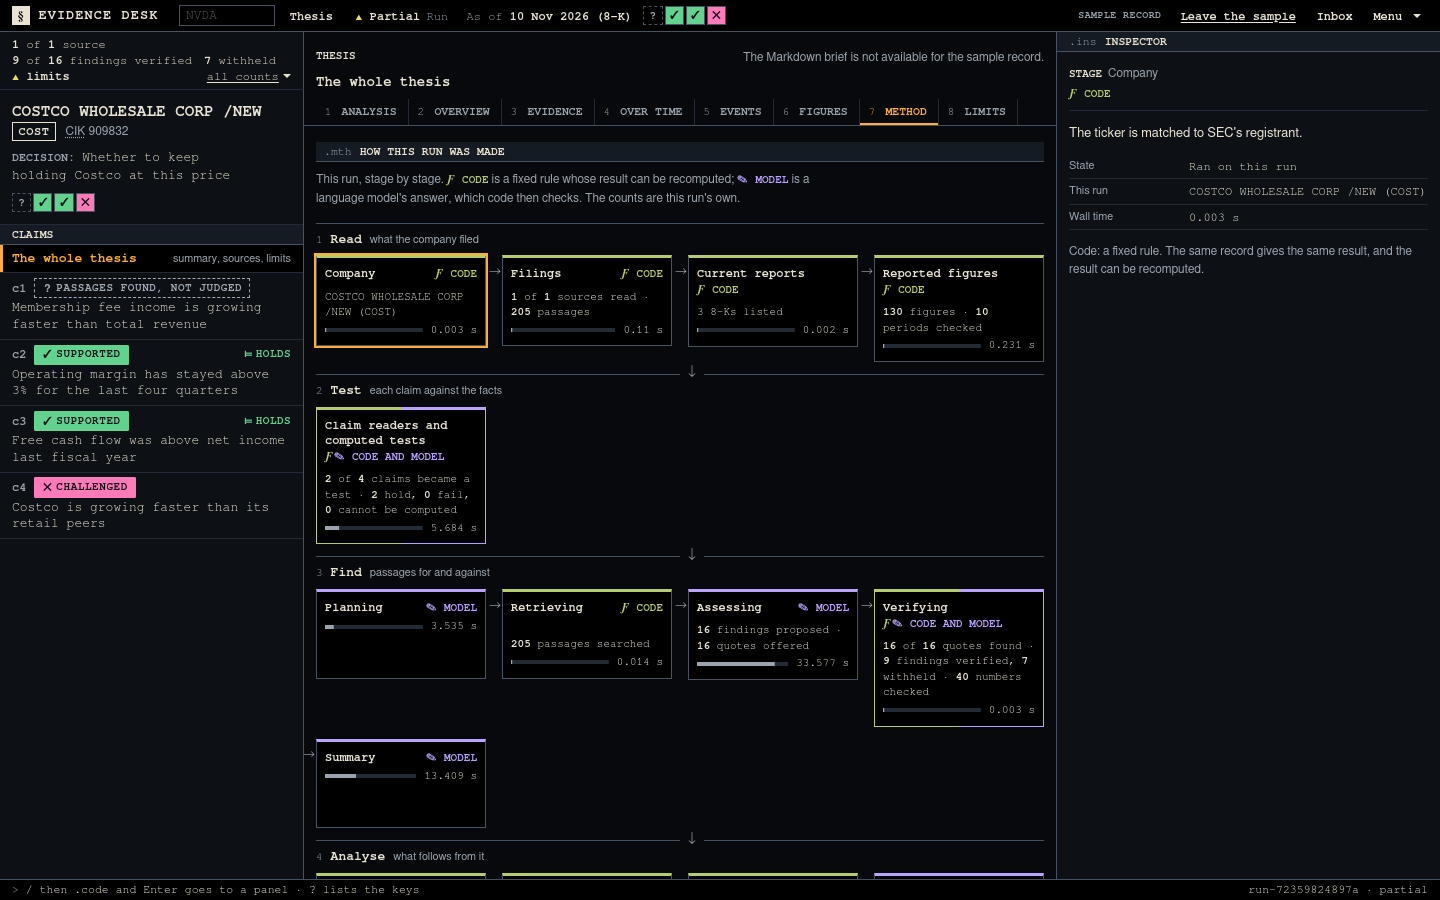 § EVIDENCE DESK NVDA Thesis ▲ Partial Run As of 10 Nov 2026 (8-K) ? ✓ ✓ ✕ SAMPLE RECORD Leave the sample Inbox Menu
1 of 1 source
9 of 16 findings verified 7 withheld
▲ limits all counts
COSTCO WHOLESALE CORP /NEW
COST CIK 909832
DECISION: Whether to keep
holding Costco at this price
? ✓ ✓ ✕
CLAIMS
The whole thesis summary, sources, limits
c1 ? PASSAGES FOUND, NOT JUDGED
Membership fee income is growing
faster than total revenue
c2 ✓ SUPPORTED ⊨ HOLDS
Operating margin has stayed above
3% for the last four quarters
c3 ✓ SUPPORTED ⊨ HOLDS
Free cash flow was above net income
last fiscal year
c4 ✕ CHALLENGED
Costco is growing faster than its
retail peers
THESIS The Markdown brief is not available for the sample record.
The whole thesis
1 ANALYSIS 2 OVERVIEW 3 EVIDENCE 4 OVER TIME 5 EVENTS 6 FIGURES 7 METHOD 8 LIMITS
.mth HOW THIS RUN WAS MADE
This run, stage by stage. Ƒ CODE is a fixed rule whose result can be recomputed; ✎ MODEL is a
language model's answer, which code then checks. The counts are this run's own.
1 Read what the company filed
Company Ƒ CODE
COSTCO WHOLESALE CORP
/NEW (COST)
0.003 s
→
Filings Ƒ CODE
1 of 1 sources read ·
205 passages
0.11 s
→
Current reports
Ƒ CODE
3 8-Ks listed
0.002 s
→
Reported figures
Ƒ CODE
130 figures · 10
periods checked
0.231 s
↓
2 Test each claim against the facts
Claim readers and
computed tests
Ƒ✎ CODE AND MODEL
2 of 4 claims became a
test · 2 hold, 0 fail,
0 cannot be computed
5.684 s
↓
3 Find passages for and against
Planning ✎ MODEL
3.535 s
→
Retrieving Ƒ CODE
205 passages searched
0.014 s
→
Assessing ✎ MODEL
16 findings proposed ·
16 quotes offered
33.577 s
→
Verifying
Ƒ✎ CODE AND MODEL
16 of 16 quotes found ·
9 findings verified, 7
withheld · 40 numbers
checked
0.003 s
→
Summary ✎ MODEL
13.409 s
↓
4 Analyse what follows from it
.ins INSPECTOR
STAGE Company
Ƒ CODE
The ticker is matched to SEC's registrant.
State Ran on this run
This run COSTCO WHOLESALE CORP /NEW (COST)
Wall time 0.003 s
Code: a fixed rule. The same record gives the same result, and the
result can be recomputed.
> / then .code and Enter goes to a panel · ? lists the keys run-72359824897a · partial